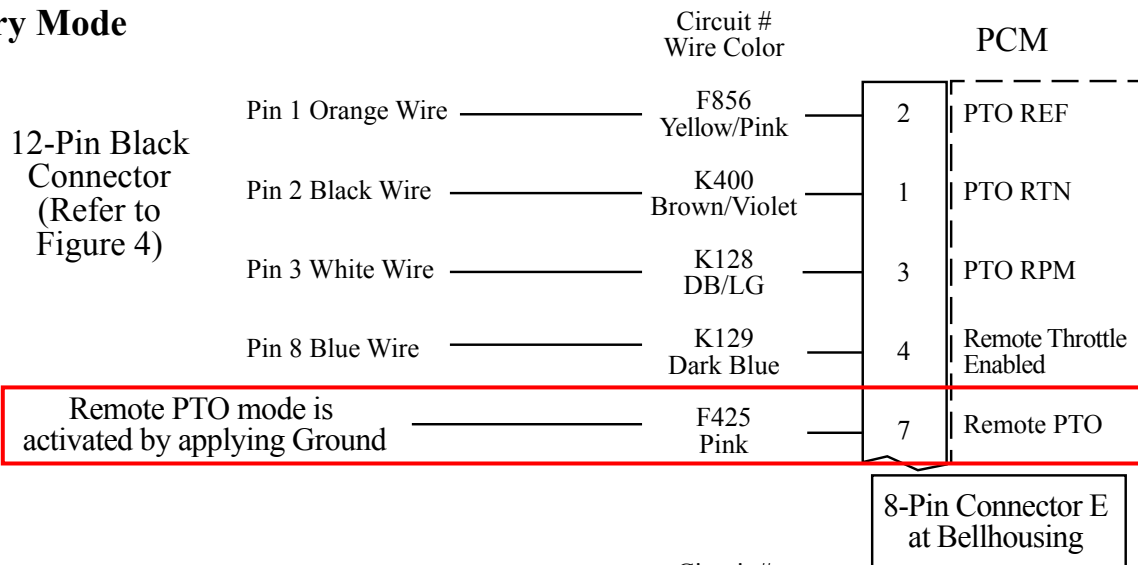 ry Mode
Circuit #
Wire Color
PCM
12-Pin Black
Connector
(Refer to
Figure 4)
Pin 1 Orange Wire
F856
Yellow/Pink
2
PTO REF
Pin 2 Black Wire
K400
Brown/Violet
1
PTO RTN
Pin 3 White Wire
K128
DB/LG
3
PTO RPM
Pin 8 Blue Wire
K129
Dark Blue
4
Remote Throttle
Enabled
Remote PTO mode is
activated by applying Ground
F425
Pink
7
Remote PTO
8-Pin Connector E
at Bellhousing
Circuit #